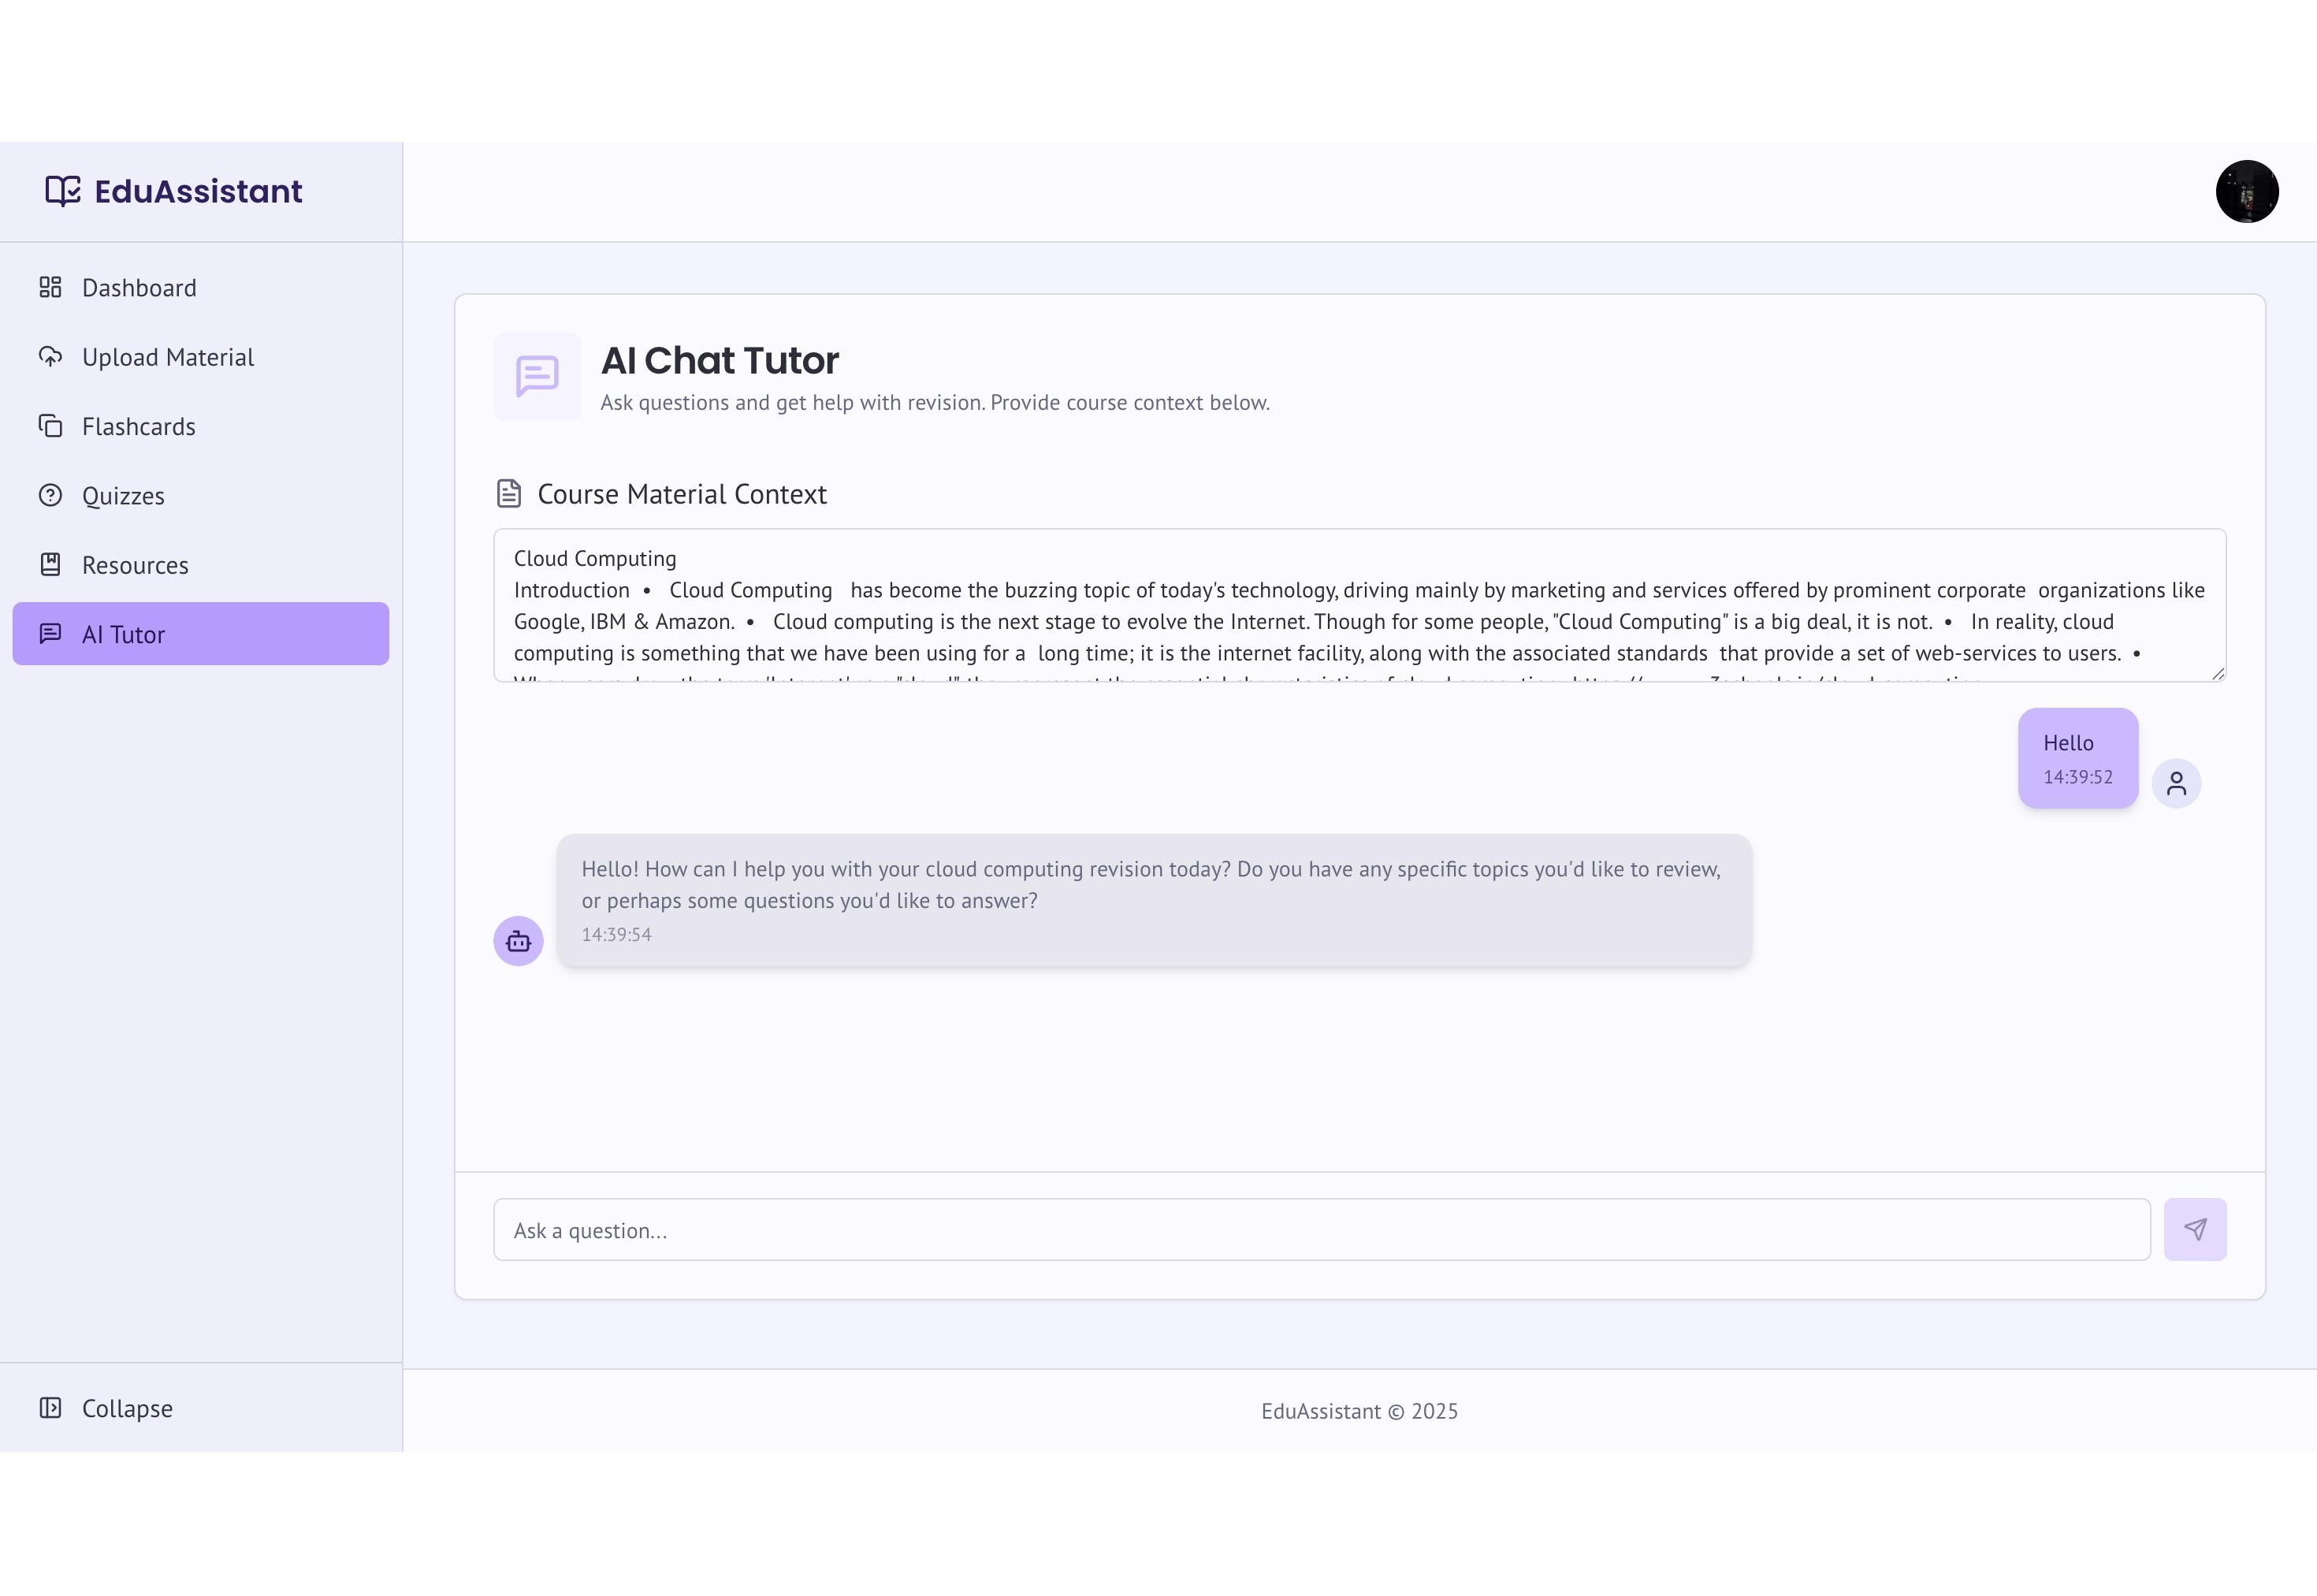 EduAssistant
Dashboard
Upload Material
Flashcards
Quizzes
Resources
AI Tutor
Collapse
AI Chat Tutor
Ask questions and get help with revision. Provide course context below.
Course Material Context
Cloud Computing
Introduction • Cloud Computing has become the buzzing topic of today's technology, driving mainly by marketing and services offered by prominent corporate organizations like
Google, IBM & Amazon. • Cloud computing is the next stage to evolve the Internet. Though for some people, "Cloud Computing" is a big deal, it is not. • In reality, cloud
computing is something that we have been using for a long time; it is the internet facility, along with the associated standards that provide a set of web-services to users. •
Hello
14:39:52
Hello! How can I help you with your cloud computing revision today? Do you have any specific topics you'd like to review,
or perhaps some questions you'd like to answer?
14:39:54
Ask a question...
EduAssistant © 2025